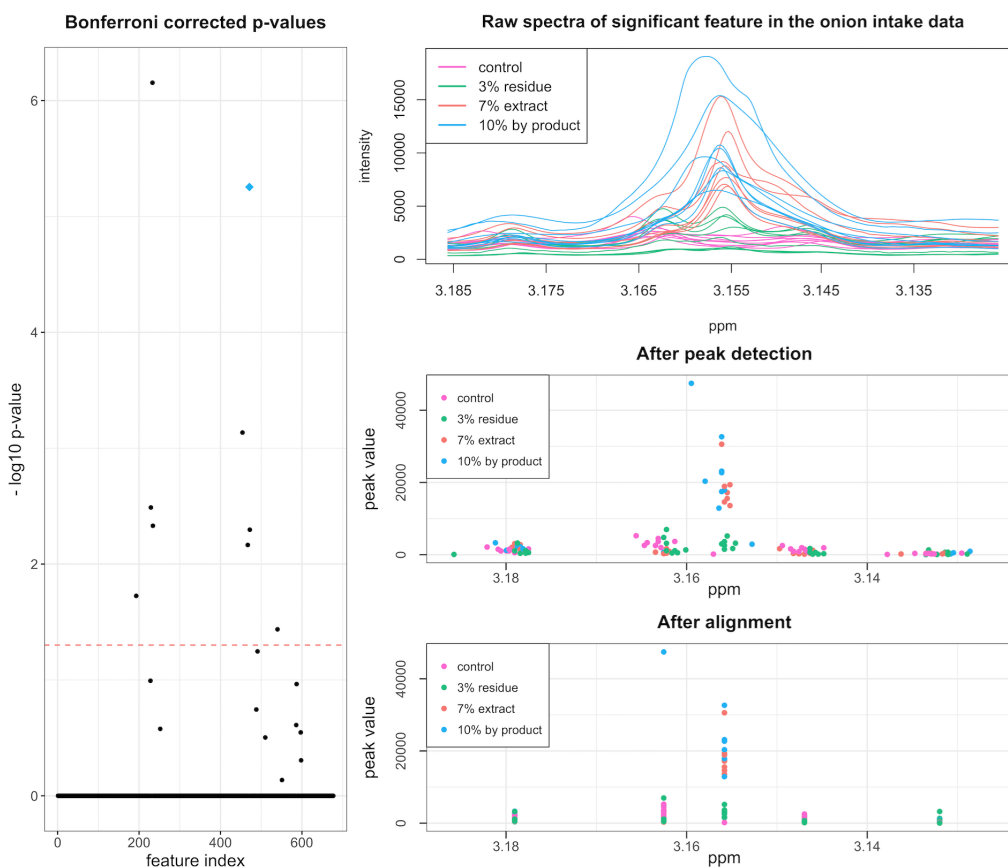 Bonferroni corrected p-values
6
4
2
0
- log10 p-value
0
200
400
600
feature index
Raw spectra of significant feature in the onion intake data
control
3% residue
7% extract
10% by product
15000
10000
5000
0
intensity
3.185
3.175
3.165
3.155
3.145
3.135
ppm
After peak detection
control
3% residue
7% extract
10% by product
40000
20000
0
peak value
3.18
3.16
3.14
ppm
After alignment
control
3% residue
7% extract
10% by product
40000
20000
0
peak value
3.18
3.16
3.14
ppm